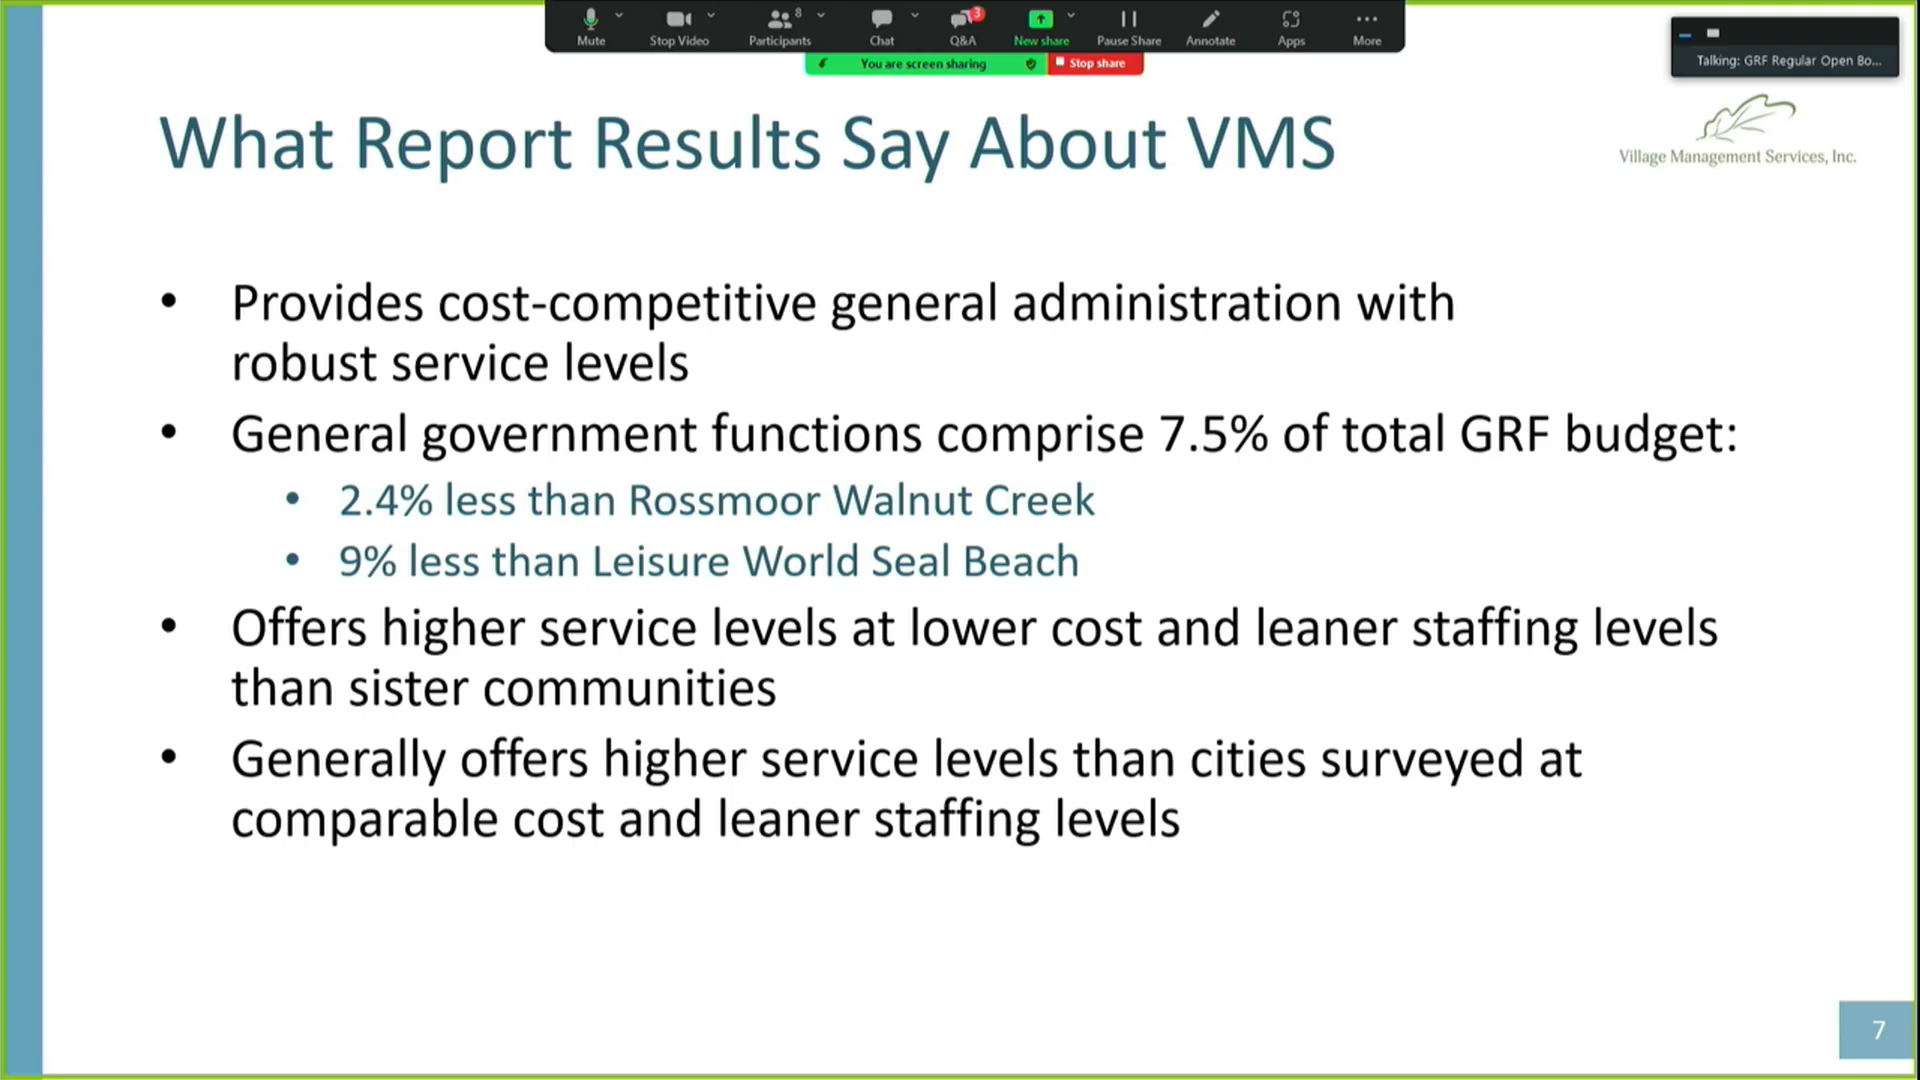 Mute
Stop Video
Participants
8
Chat
Q&A
3
New share
Pause Share
Annotate
Apps
More
You are screen sharing
Stop share
Talking: GRF Regular Open Bo...
What Report Results Say About VMS
Village Management Services, Inc.
• Provides cost-competitive general administration with
robust service levels
• General government functions comprise 7.5% of total GRF budget:
• 2.4% less than Rossmoor Walnut Creek
• 9% less than Leisure World Seal Beach
• Offers higher service levels at lower cost and leaner staffing levels
than sister communities
• Generally offers higher service levels than cities surveyed at
comparable cost and leaner staffing levels
7